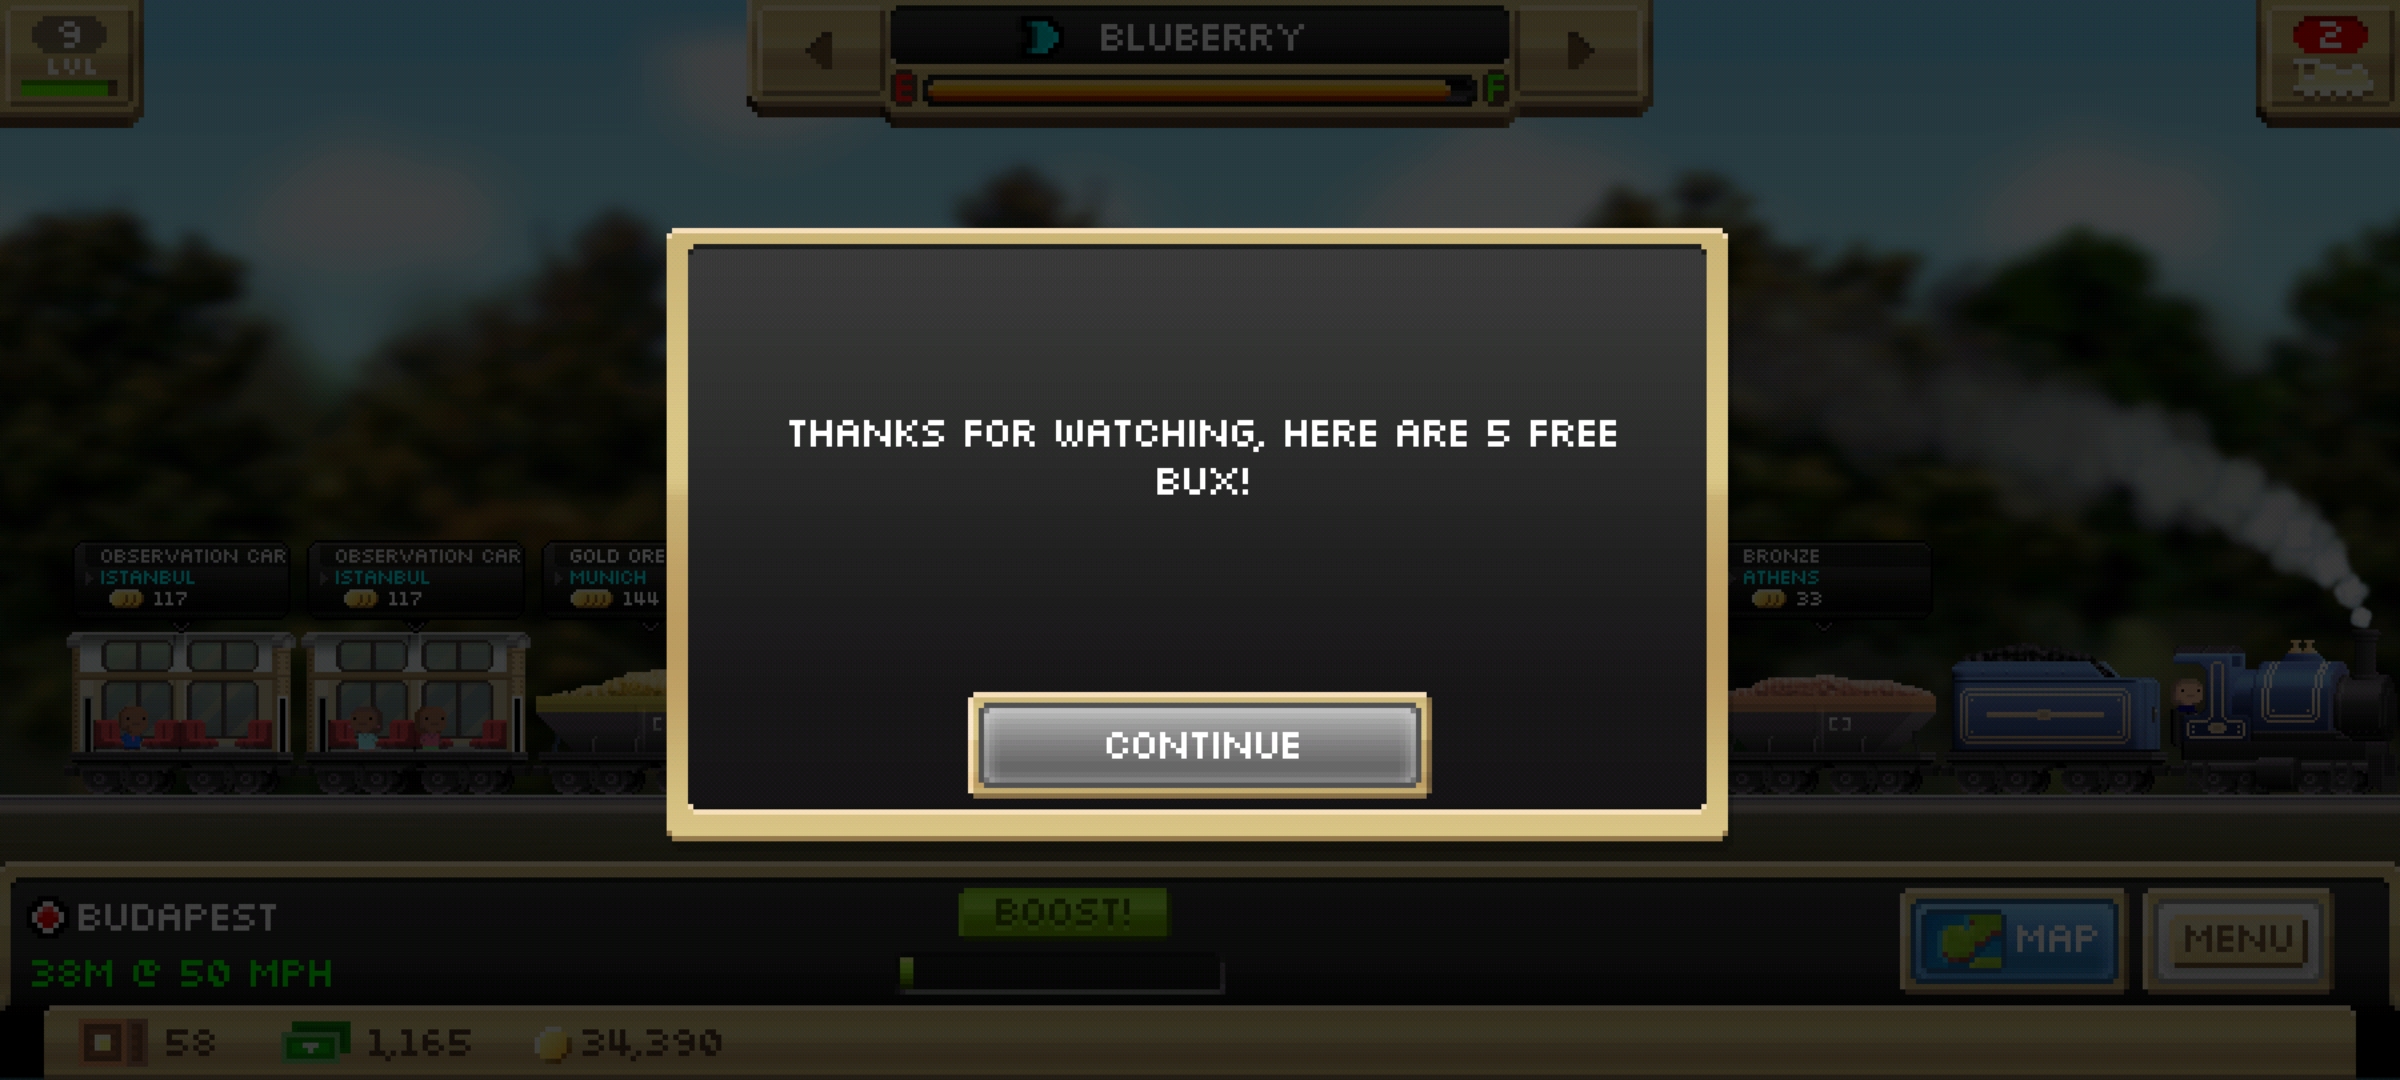 9
LVL
BLUBERRY
E
F
2
THANKS FOR WATCHING, HERE ARE 5 FREE
BUX!
CONTINUE
OBSERVATION CAR
ISTANBUL
117
OBSERVATION CAR
ISTANBUL
117
GOLD ORE
MUNICH
144
BRONZE
ATHENS
33
BUDAPEST
38M @ 50 MPH
BOOST!
MAP
MENU
58
1,165
34,390